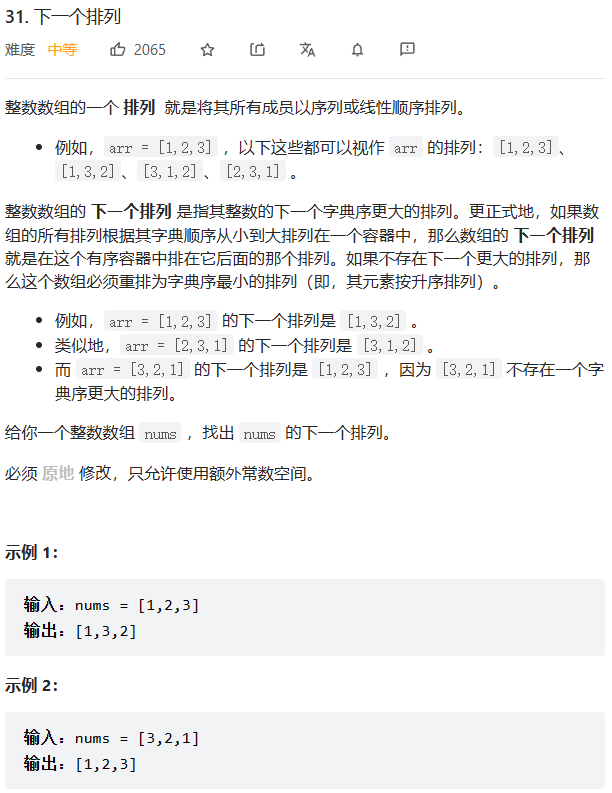 31. 下一个排列
难度 中等 2065
整数数组的一个 排列 就是将其所有成员以序列或线性顺序排列。
例如，arr = [1,2,3] ，以下这些都可以视作 arr 的排列：[1,2,3]、
[1,3,2]、[3,1,2]、[2,3,1] 。
整数数组的 下一个排列 是指其整数的下一个字典序更大的排列。更正式地，如果数
组的所有排列根据其字典顺序从小到大排列在一个容器中，那么数组的 下一个排列
就是在这个有序容器中排在它后面的那个排列。如果不存在下一个更大的排列，那
么这个数组必须重排为字典序最小的排列（即，其元素按升序排列）。
例如，arr = [1,2,3] 的下一个排列是 [1,3,2] 。
类似地，arr = [2,3,1] 的下一个排列是 [3,1,2] 。
而 arr = [3,2,1] 的下一个排列是 [1,2,3] ，因为 [3,2,1] 不存在一个字
典序更大的排列。
给你一个整数数组 nums ，找出 nums 的下一个排列。
必须 原地 修改，只允许使用额外常数空间。
示例 1：
输入：nums = [1,2,3]
输出：[1,3,2]
示例 2：
输入：nums = [3,2,1]
输出：[1,2,3]